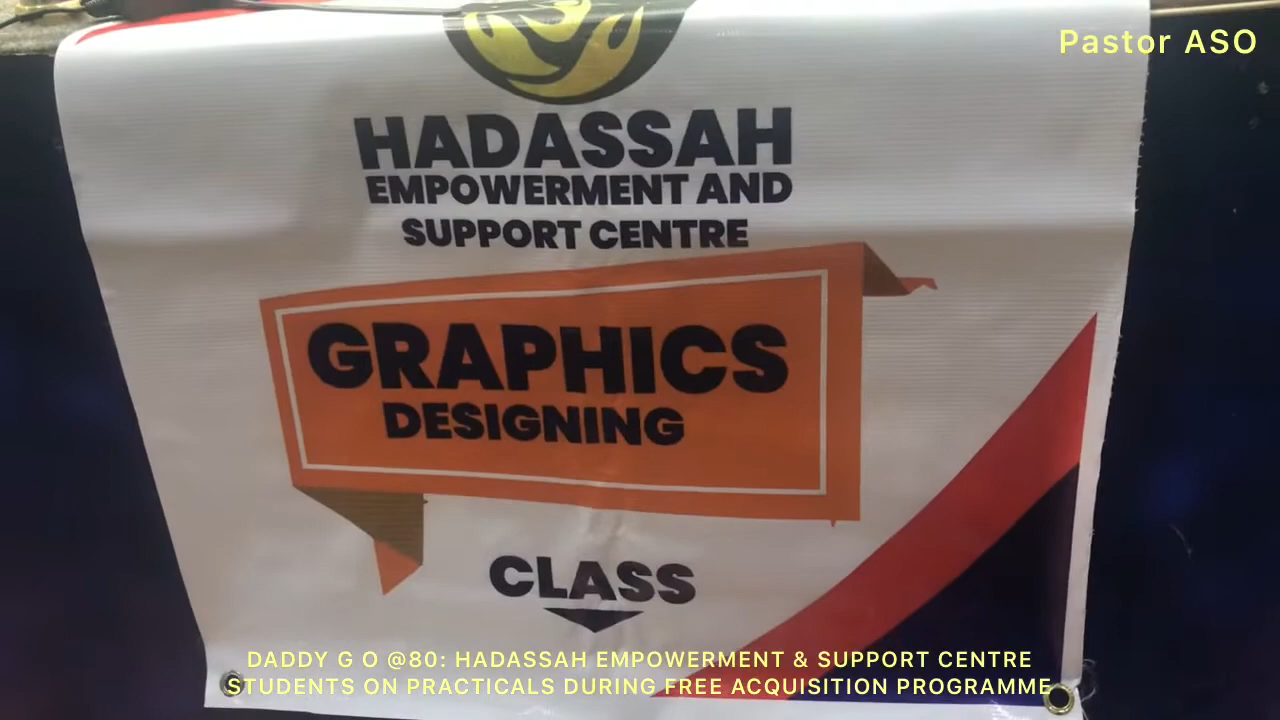 Pastor ASO
HADASSAH
EMPOWERMENT AND
SUPPORT CENTRE
GRAPHICS
DESIGNING
CLASS
DADDY G O @80: HADASSAH EMPOWERMENT & SUPPORT CENTRE
STUDENTS ON PRACTICALS DURING FREE ACQUISITION PROGRAMME